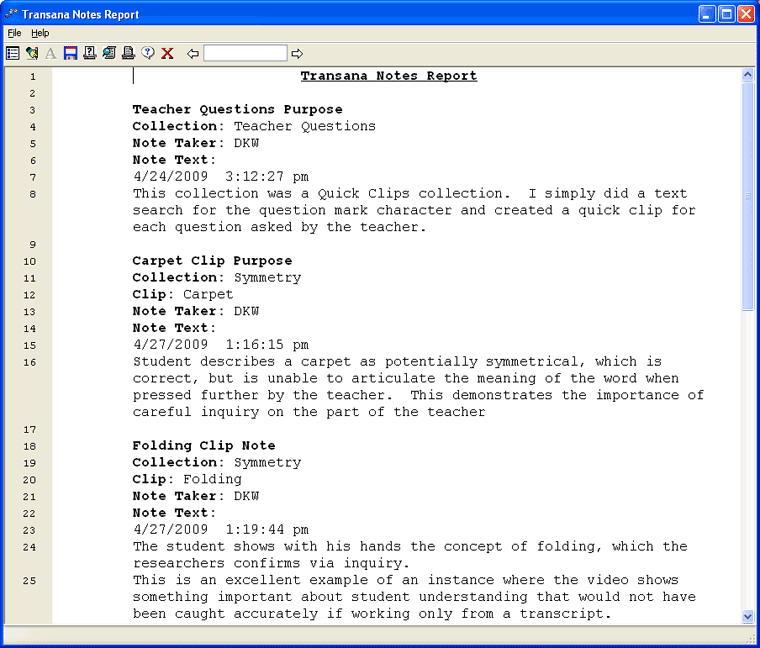 Transana Notes Report
File Help
1 Transana Notes Report
2
3 Teacher Questions Purpose
4 Collection: Teacher Questions
5 Note Taker: DKW
6 Note Text:
7 4/24/2009  3:12:27 pm
8 This collection was a Quick Clips collection.  I simply did a text
search for the question mark character and created a quick clip for
each question asked by the teacher.
9
10 Carpet Clip Purpose
11 Collection: Symmetry
12 Clip: Carpet
13 Note Taker: DKW
14 Note Text:
15 4/27/2009  1:16:15 pm
16 Student describes a carpet as potentially symmetrical, which is
correct, but is unable to articulate the meaning of the word when
pressed further by the teacher.  This demonstrates the importance of
careful inquiry on the part of the teacher
17
18 Folding Clip Note
19 Collection: Symmetry
20 Clip: Folding
21 Note Taker: DKW
22 Note Text:
23 4/27/2009  1:19:44 pm
24 The student shows with his hands the concept of folding, which the
researchers confirms via inquiry.
25 This is an excellent example of an instance where the video shows
something important about student understanding that would not have
been caught accurately if working only from a transcript.